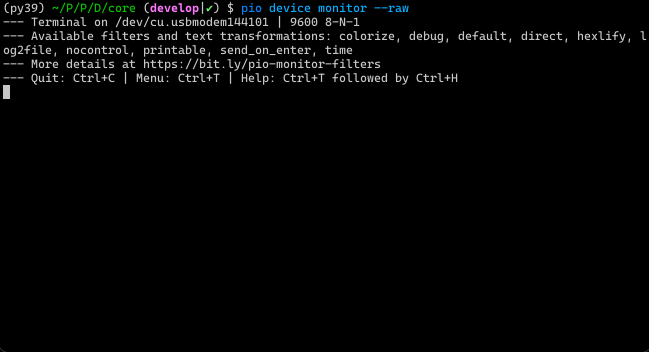 (py39) ~/P/P/D/core (develop|✔) $ pio device monitor --raw
--- Terminal on /dev/cu.usbmodem144101 | 9600 8-N-1
--- Available filters and text transformations: colorize, debug, default, direct, hexlify, l
og2file, nocontrol, printable, send_on_enter, time
--- More details at https://bit.ly/pio-monitor-filters
--- Quit: Ctrl+C | Menu: Ctrl+T | Help: Ctrl+T followed by Ctrl+H